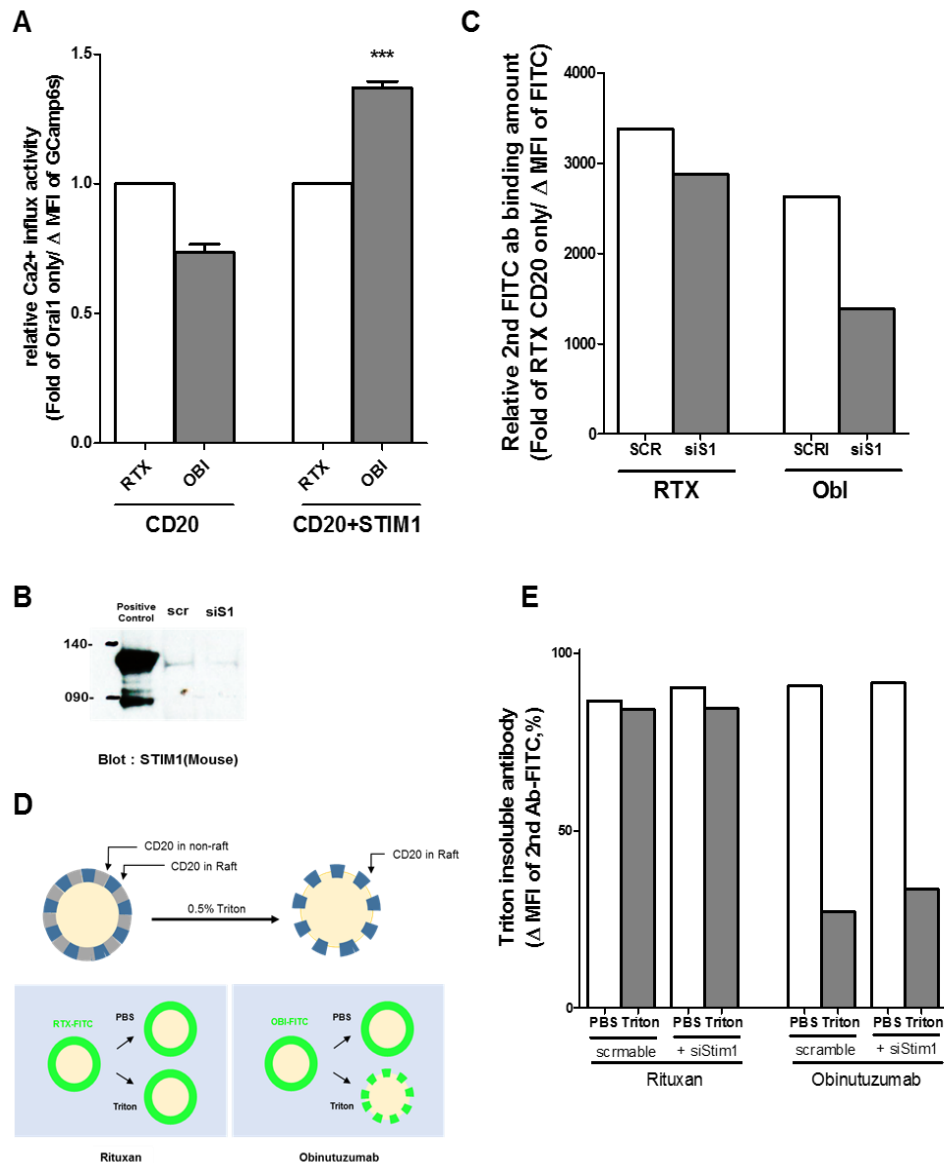 A
relative Ca2+ influx activity
(Fold of Orai1 only/ Δ MFI of GCamp6s)
1.5
1.0
0.5
0.0
***
RTX
OBI
RTX
OBI
CD20
CD20+STIM1
C
Relative 2nd FITC ab binding amount
(Fold of RTX CD20 only/ Δ MFI of FITC)
4000
3000
2000
1000
0
SCR
siS1
SCRI
siS1
RTX
ObI
B
Positive
Control
scr
siS1
140-
090-
Blot : STIM1(Mouse)
D
CD20 in non-raft
CD20 in Raft
0.5% Triton
CD20 in Raft
RTX-FITC
PBS
Triton
OBI-FITC
PBS
Triton
Rituxan
Obinutuzumab
E
Triton insoluble antibody
(Δ MFI of 2nd Ab-FITC,%)
100
50
0
PBS Triton
PBS Triton
PBS Triton
PBS Triton
scrmable
+ siStim1
scramble
+ siStim1
Rituxan
Obinutuzumab